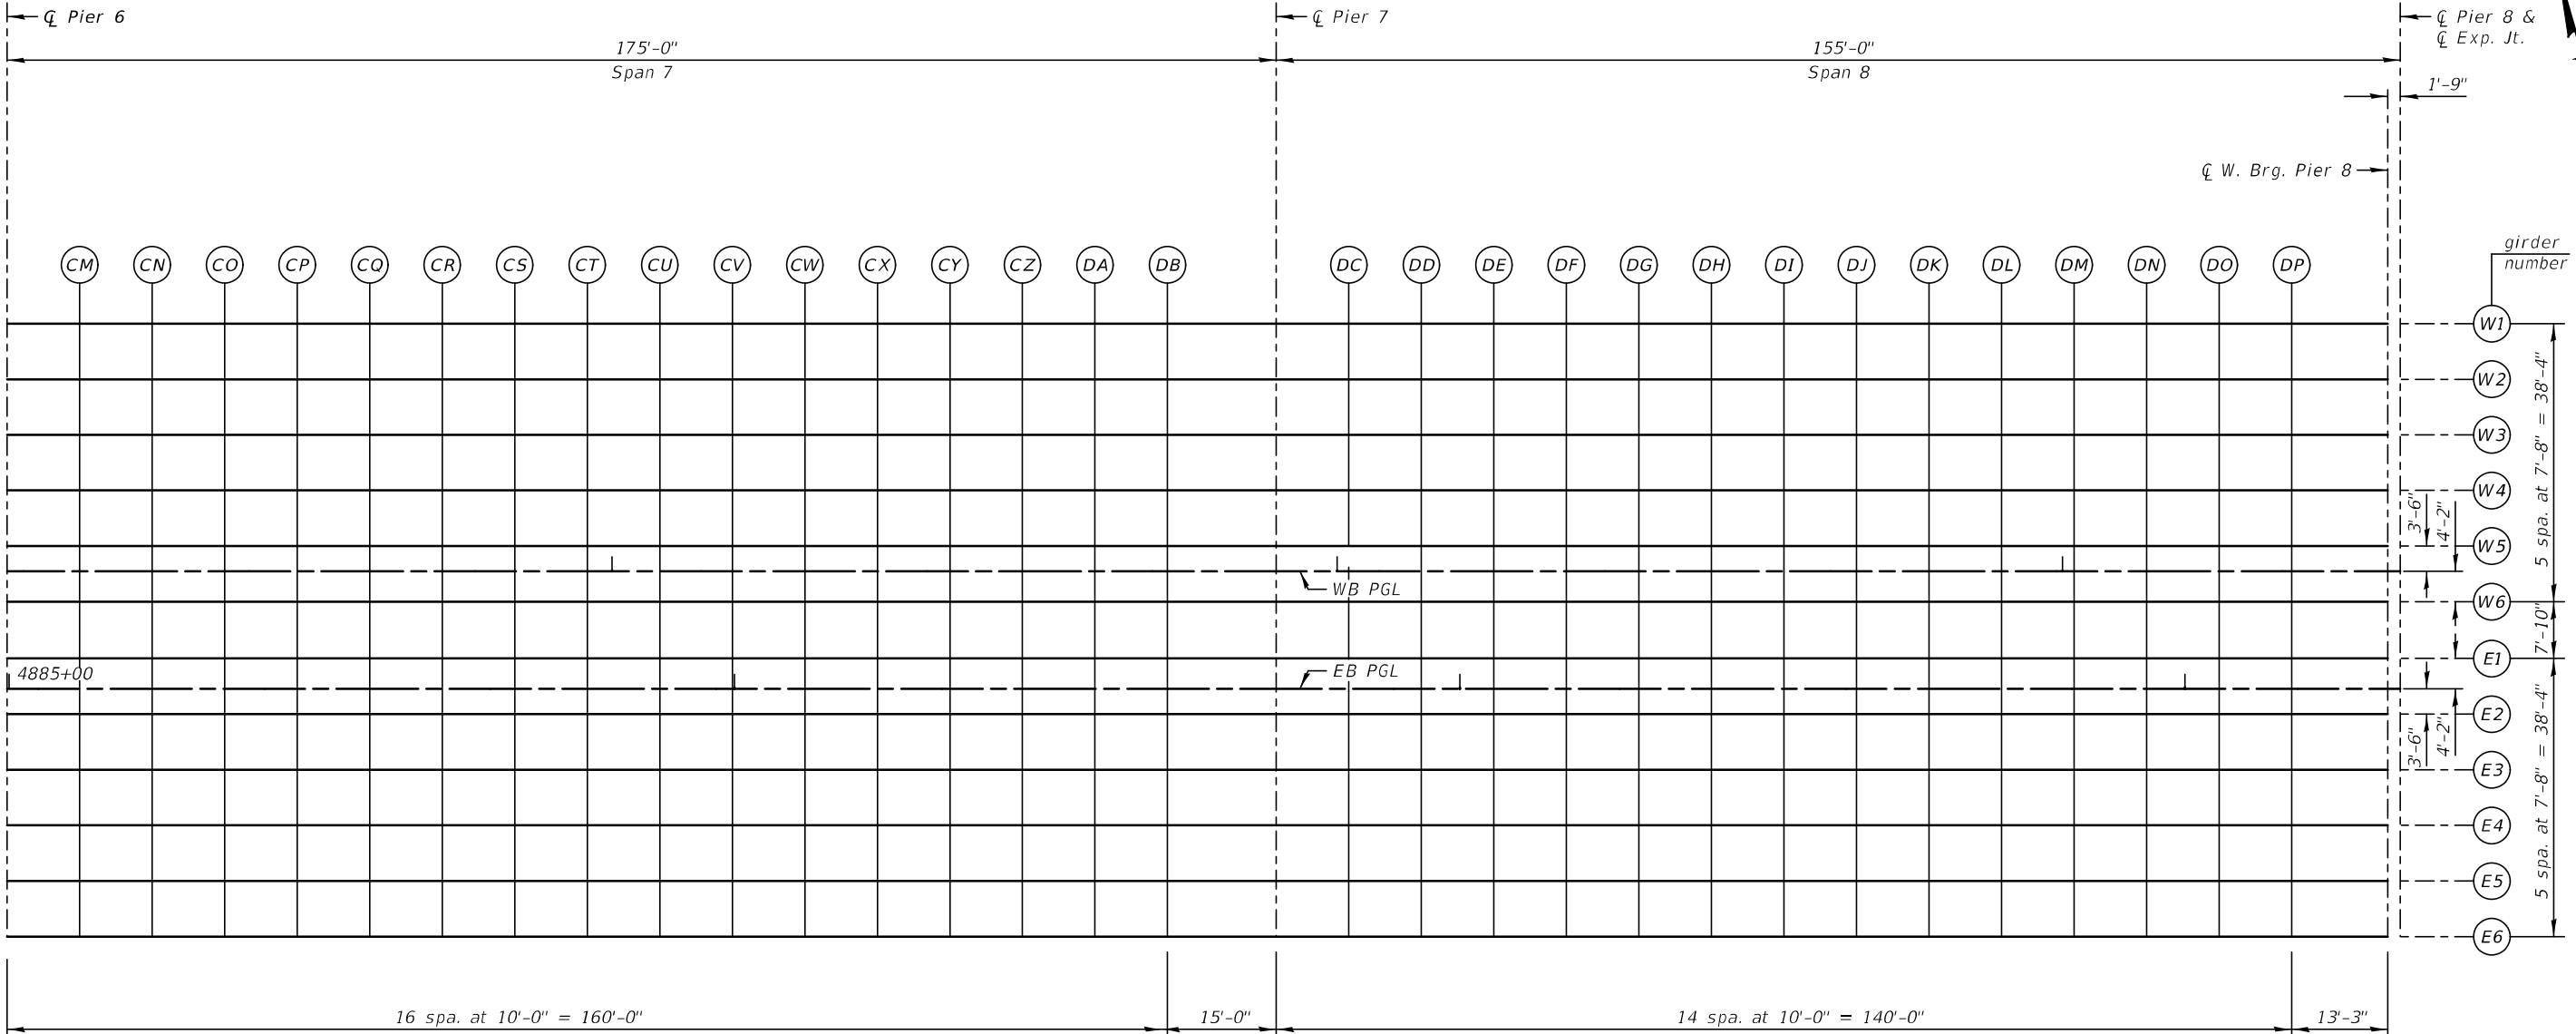 ℄ Pier 6
℄ Pier 7
℄ Pier 8 &
℄ Exp. Jt.
175'-0"
Span 7
155'-0"
Span 8
1'-9"
℄ W. Brg. Pier 8
girder
number
CM CN CO CP CQ CR CS CT CU CV CW CX CY CZ DA DB DC DD DE DF DG DH DI DJ DK DL DM DN DO DP
W1
W2
W3
W4
W5
W6
E1
E2
E3
E4
E5
E6
5 spa. at 7'-8" = 38'-4"
3'-6"
4'-2"
7'-10"
3'-6"
4'-2"
5 spa. at 7'-8" = 38'-4"
WB PGL
EB PGL
4885+00
16 spa. at 10'-0" = 160'-0"
15'-0"
14 spa. at 10'-0" = 140'-0"
13'-3"